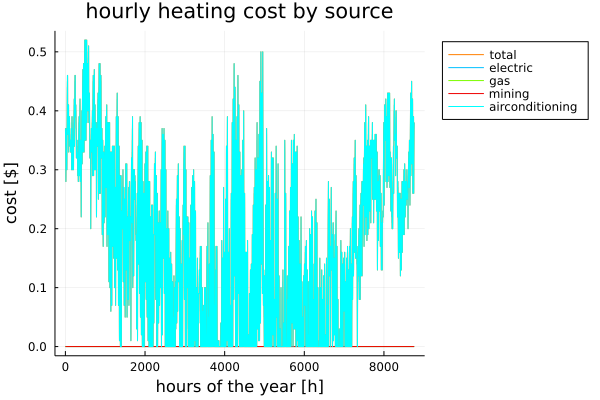 hourly heating cost by source
cost [$]
0.5
0.4
0.3
0.2
0.1
0.0
0 2000 4000 6000 8000
hours of the year [h]
total
electric
gas
mining
airconditioning